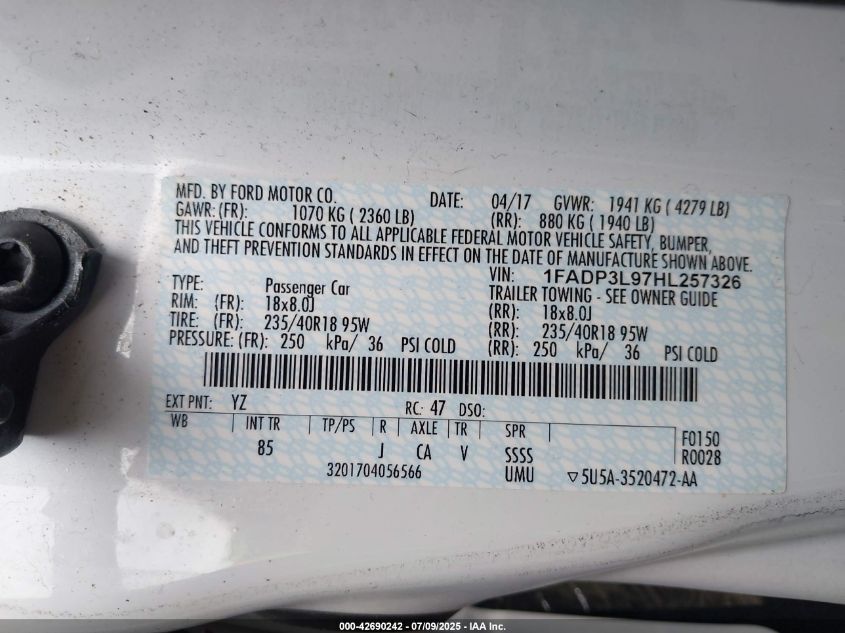 MFD. BY FORD MOTOR CO. DATE: 04/17 GVWR: 1941 KG ( 4279 LB)
GAWR: (FR): 1070 KG ( 2360 LB) (RR): 880 KG ( 1940 LB)
THIS VEHICLE CONFORMS TO ALL APPLICABLE FEDERAL MOTOR VEHICLE SAFETY, BUMPER,
AND THEFT PREVENTION STANDARDS IN EFFECT ON THE DATE OF MANUFACTURE SHOWN ABOVE.
VIN: 1FADP3L97HL257326
TYPE: Passenger Car TRAILER TOWING - SEE OWNER GUIDE
RIM: (FR): 18x8.0J (RR): 18x8.0J
TIRE: (FR): 235/40R18 95W (RR): 235/40R18 95W
PRESSURE: (FR): 250 kPa/ 36 PSI COLD (RR): 250 kPa/ 36 PSI COLD
EXT PNT: YZ RC: 47 DSO:
WB INT TR TP/PS R AXLE TR SPR F0150
85 J CA V SSSS R0028
3201704056566 UMU ▽5U5A-3520472-AA
000-42690242 / 07/09/2025 - IAA Inc.